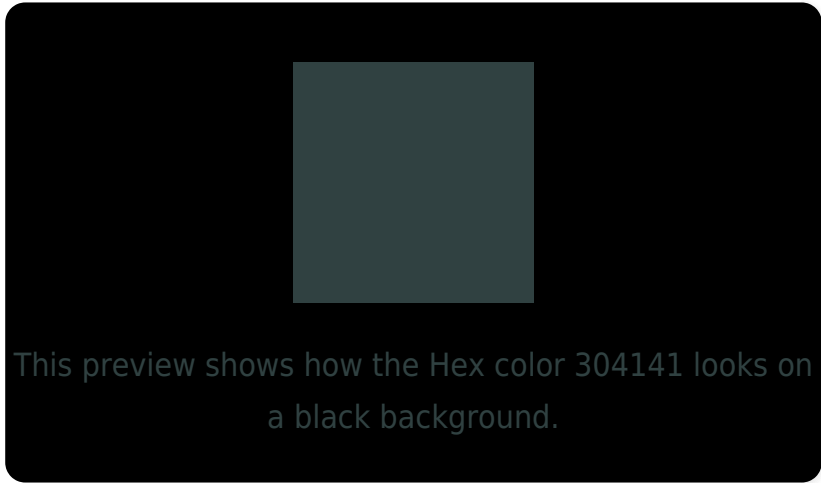 This preview shows how the Hex color 304141 looks on
a black background.